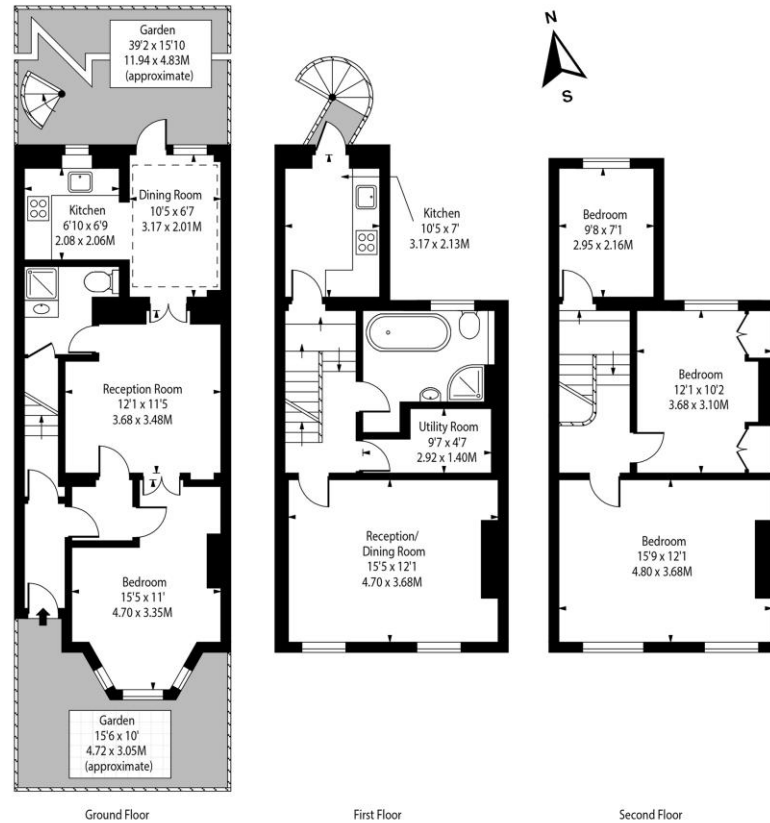 Garden
39'2 x 15'10
11.94 x 4.83M
(approximate)
N
S
Kitchen
6'10 x 6'9
2.08 x 2.06M
Dining Room
10'5 x 6'7
3.17 x 2.01M
Reception Room
12'1 x 11'5
3.68 x 3.48M
Bedroom
15'5 x 11'
4.70 x 3.35M
Garden
15'6 x 10'
4.72 x 3.05M
(approximate)
Ground Floor
Kitchen
10'5 x 7'
3.17 x 2.13M
Utility Room
9'7 x 4'7
2.92 x 1.40M
Reception/
Dining Room
15'5 x 12'1
4.70 x 3.68M
First Floor
Bedroom
9'8 x 7'1
2.95 x 2.16M
Bedroom
12'1 x 10'2
3.68 x 3.10M
Bedroom
15'9 x 12'1
4.80 x 3.68M
Second Floor